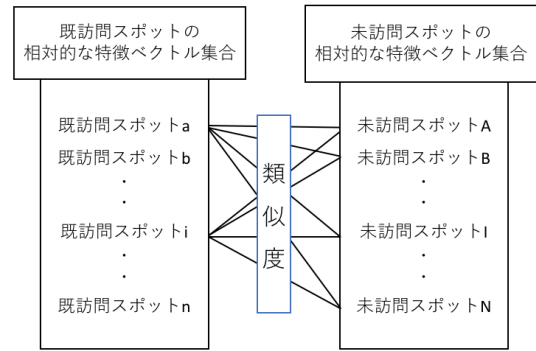 既訪問スポットの
相対的な特徴ベクトル集合
既訪問スポットa
既訪問スポットb
・
・
既訪問スポットi
・
・
既訪問スポットn
類似度
未訪問スポットの
相対的な特徴ベクトル集合
未訪問スポットA
未訪問スポットB
・
・
未訪問スポットI
・
・
未訪問スポットN